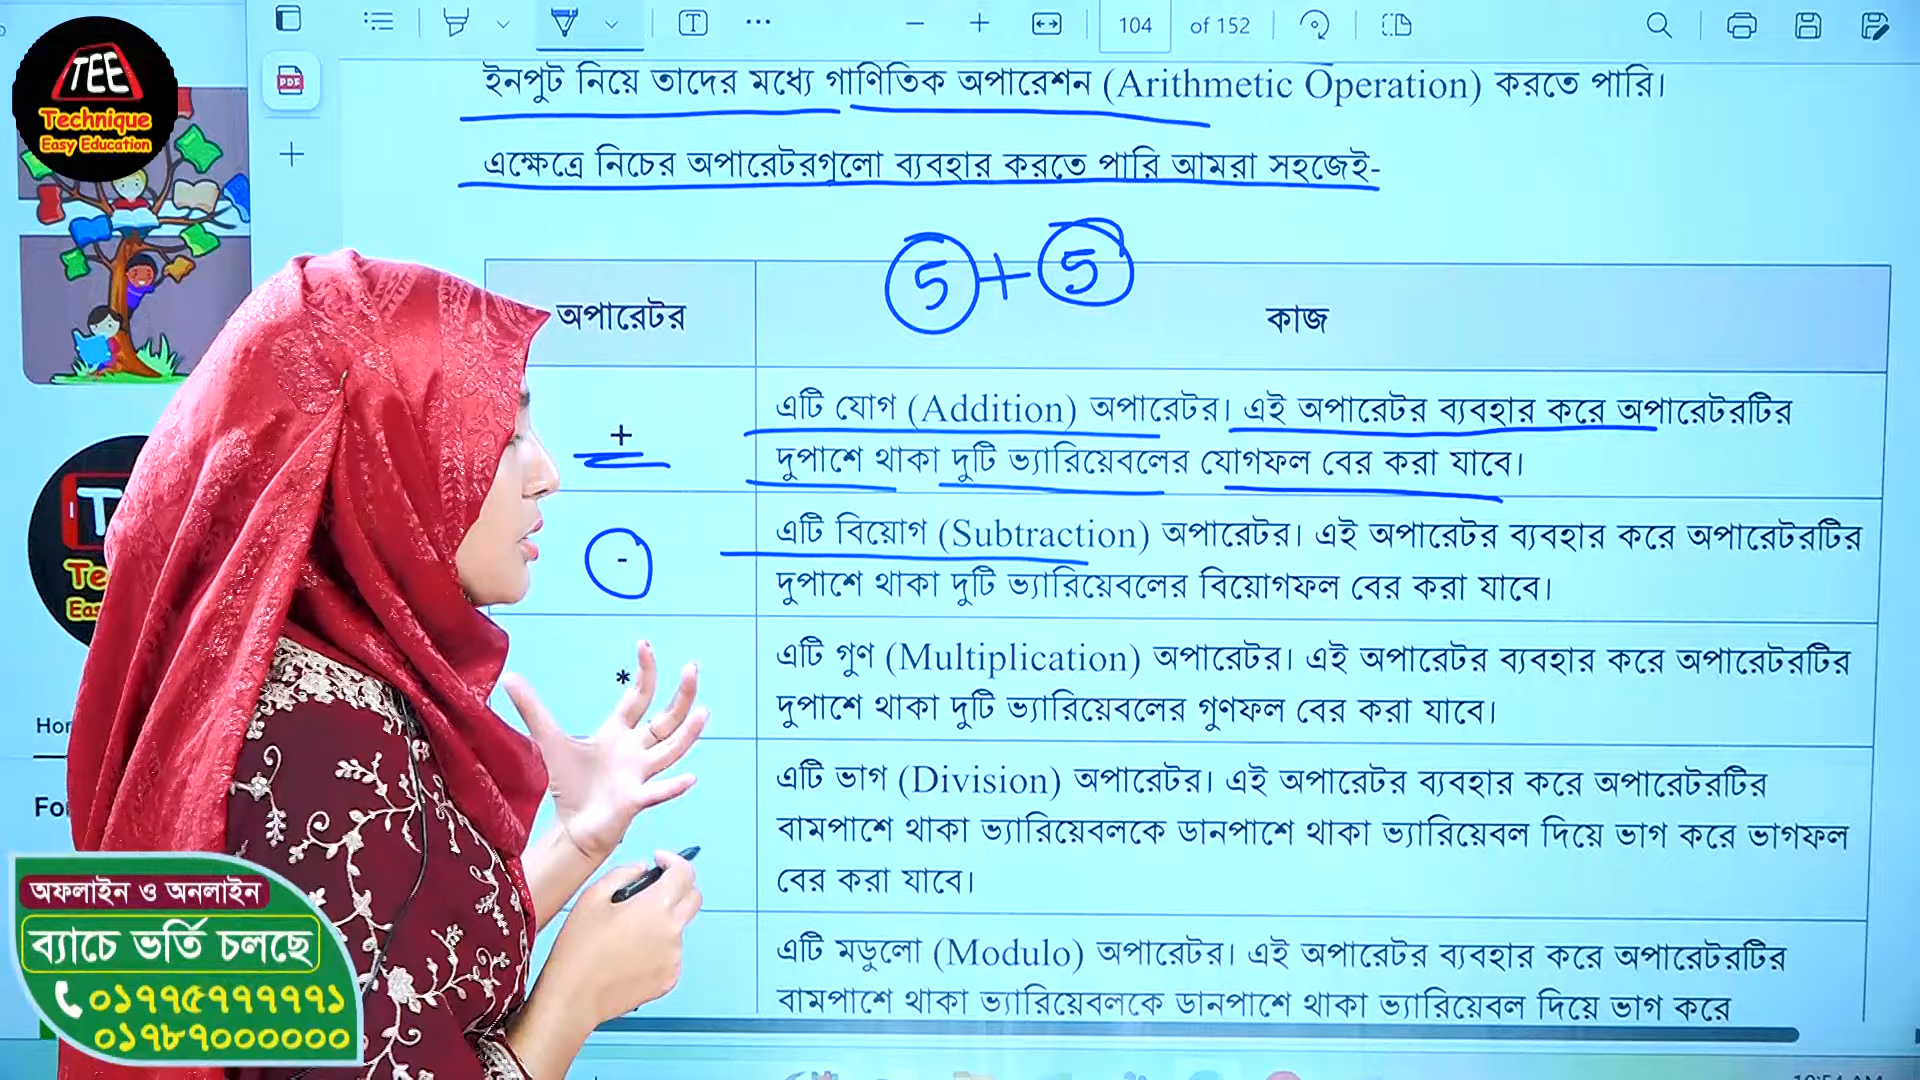 104 of 152
TEE
Technique
Easy Education
PDF
ইনপুট নিয়ে তাদের মধ্যে গাণিতিক অপারেশন (Arithmetic Operation) করতে পারি।
এক্ষেত্রে নিচের অপারেটরগুলো ব্যবহার করতে পারি আমরা সহজেই-
5 + 5
অপারেটর
কাজ
+
এটি যোগ (Addition) অপারেটর। এই অপারেটর ব্যবহার করে অপারেটরটির
দুপাশে থাকা দুটি ভ্যারিয়েবলের যোগফল বের করা যাবে।
-
এটি বিয়োগ (Subtraction) অপারেটর। এই অপারেটর ব্যবহার করে অপারেটরটির
দুপাশে থাকা দুটি ভ্যারিয়েবলের বিয়োগফল বের করা যাবে।
*
এটি গুণ (Multiplication) অপারেটর। এই অপারেটর ব্যবহার করে অপারেটরটির
দুপাশে থাকা দুটি ভ্যারিয়েবলের গুণফল বের করা যাবে।
এটি ভাগ (Division) অপারেটর। এই অপারেটর ব্যবহার করে অপারেটরটির
বামপাশে থাকা ভ্যারিয়েবলকে ডানপাশে থাকা ভ্যারিয়েবল দিয়ে ভাগ করে ভাগফল
বের করা যাবে।
এটি মডুলো (Modulo) অপারেটর। এই অপারেটর ব্যবহার করে অপারেটরটির
বামপাশে থাকা ভ্যারিয়েবলকে ডানপাশে থাকা ভ্যারিয়েবল দিয়ে ভাগ করে
অফলাইন ও অনলাইন
ব্যাচে ভর্তি চলছে
০১৭৭৫৭৭৭৭৭১
০১৭৮৭০০০০০০